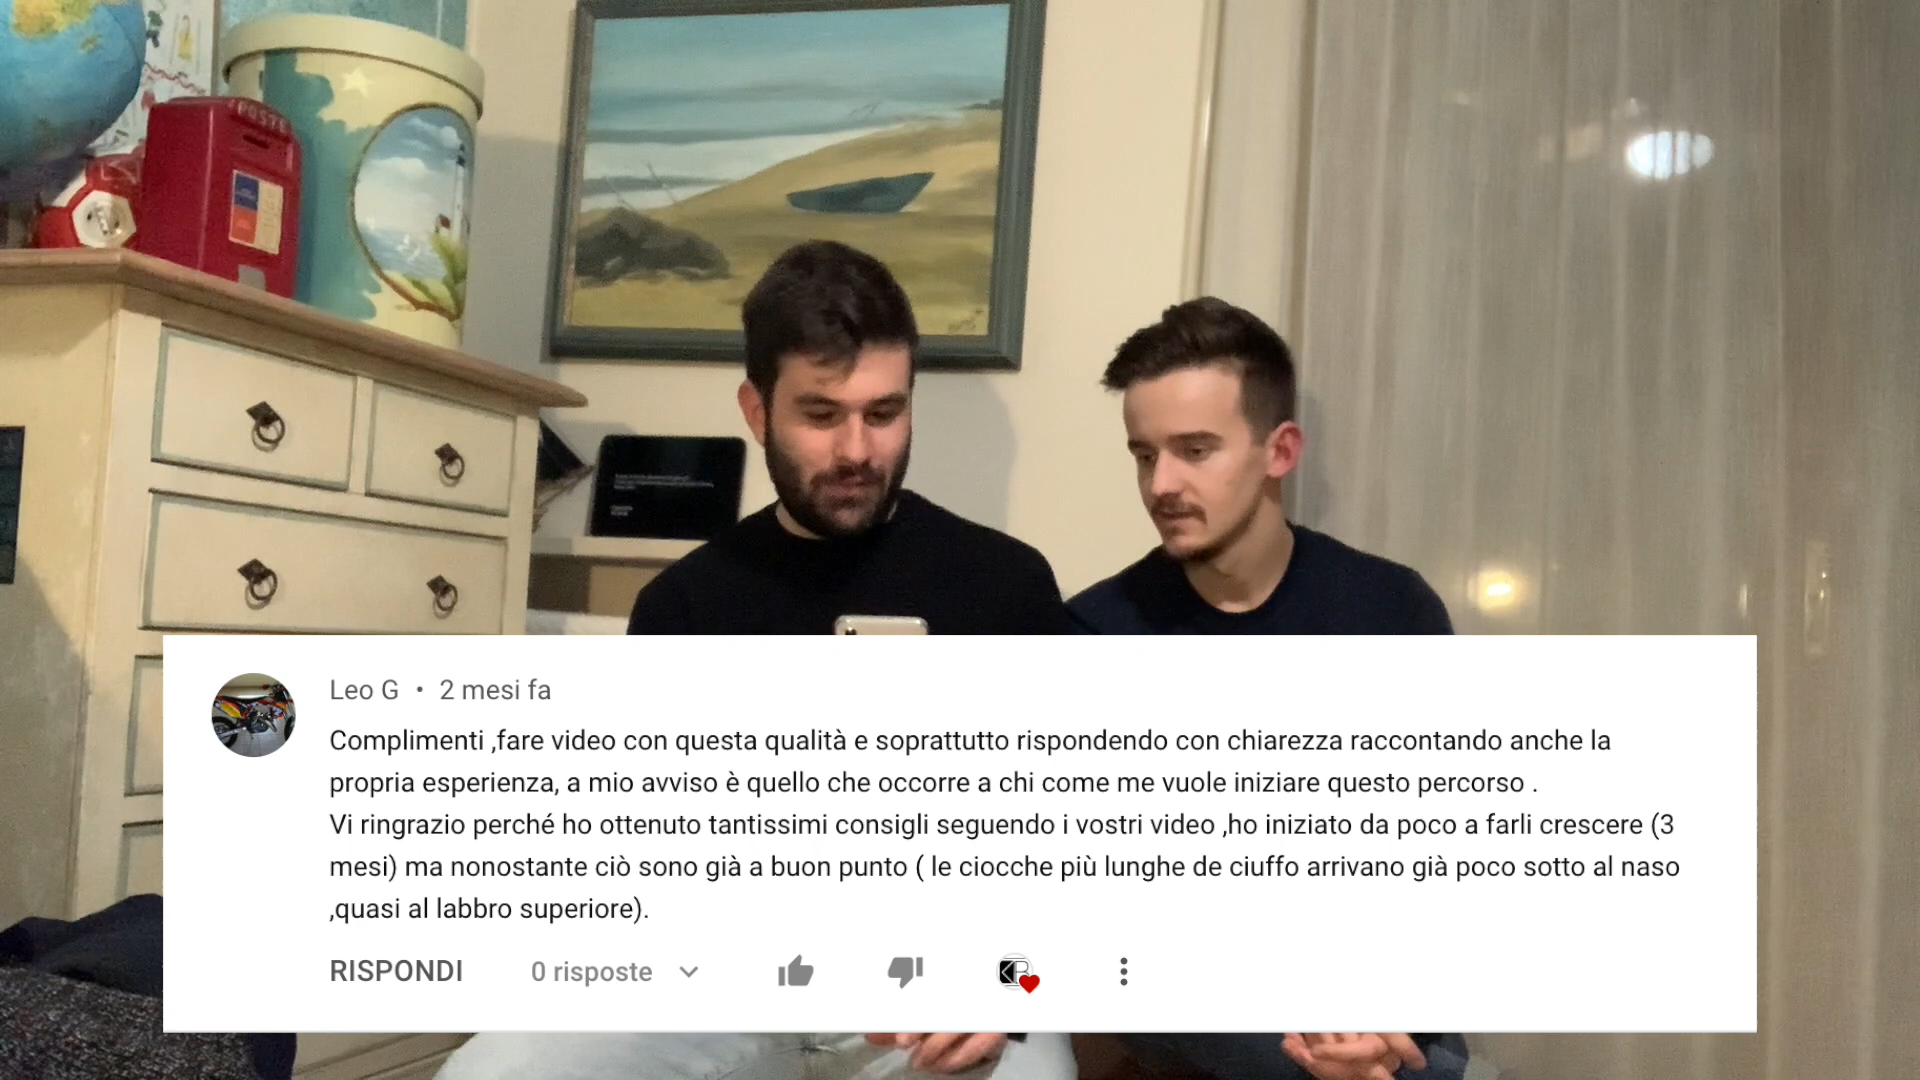 POSTE
Leo G • 2 mesi fa
Complimenti ,fare video con questa qualità e soprattutto rispondendo con chiarezza raccontando anche la
propria esperienza, a mio avviso è quello che occorre a chi come me vuole iniziare questo percorso .
Vi ringrazio perché ho ottenuto tantissimi consigli seguendo i vostri video ,ho iniziato da poco a farli crescere (3
mesi) ma nonostante ciò sono già a buon punto ( le ciocche più lunghe de ciuffo arrivano già poco sotto al naso
,quasi al labbro superiore).
RISPONDI 0 risposte